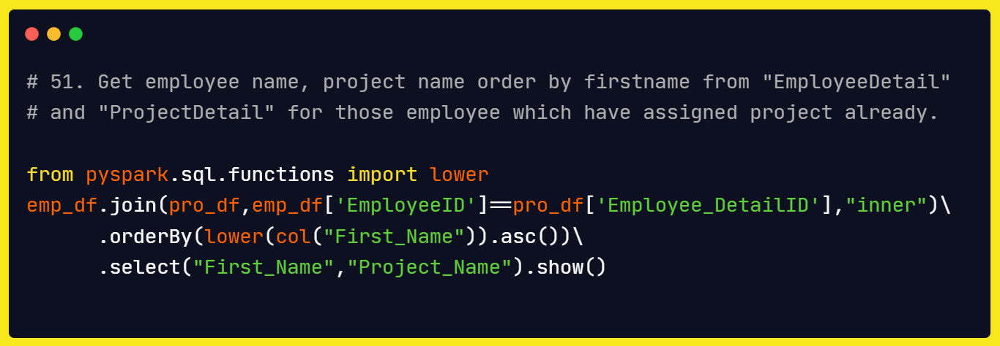 # 51. Get employee name, project name order by firstname from "EmployeeDetail"
# and "ProjectDetail" for those employee which have assigned project already.
from pyspark.sql.functions import lower
emp_df.join(pro_df,emp_df['EmployeeID']==pro_df['Employee_DetailID'],"inner")\
.orderBy(lower(col("First_Name")).asc())\
.select("First_Name","Project_Name").show()